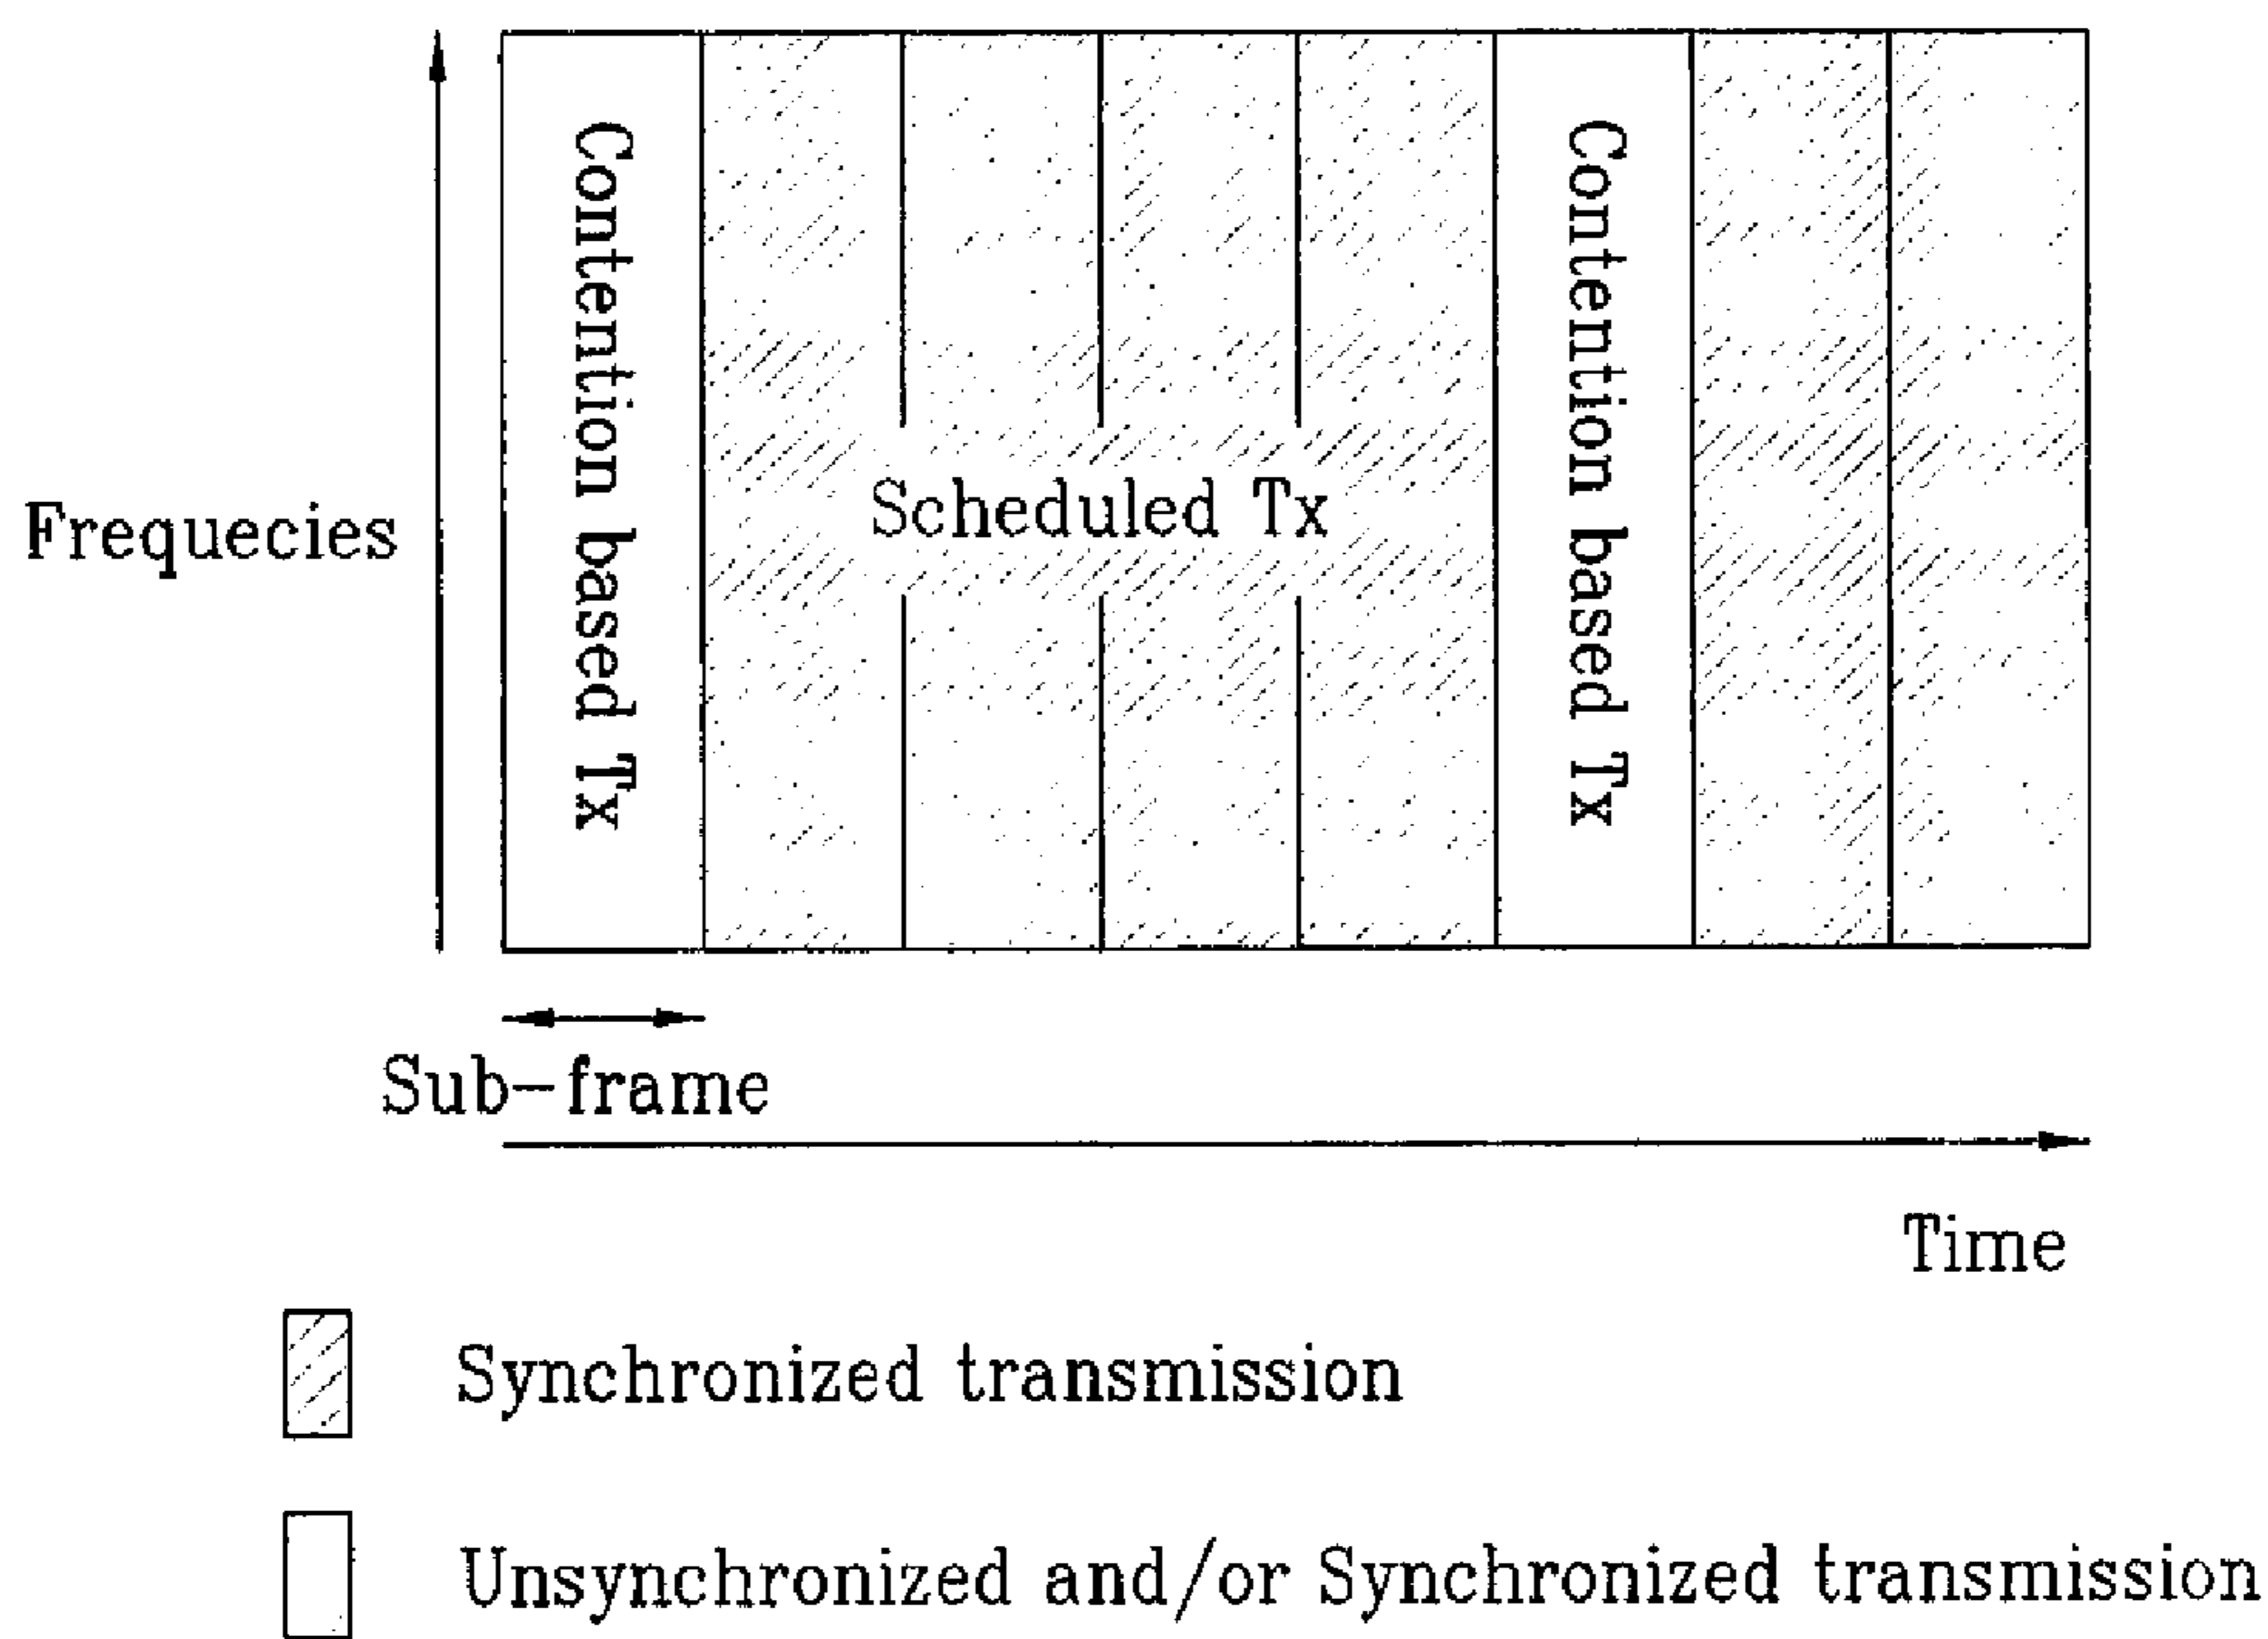 Contention based Tx
Contention based Tx
Scheduled Tx
Frequecies
Sub-frame
Time
Synchronized transmission
Unsynchronized and/or Synchronized transmission